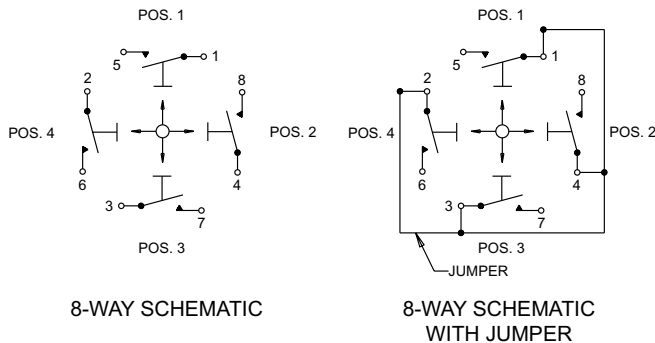 POS. 1
5
1
2
8
POS. 4
POS. 2
6
4
3
7
POS. 3
8-WAY SCHEMATIC
POS. 1
5
1
2
8
POS. 4
POS. 2
6
4
3
7
POS. 3
JUMPER
8-WAY SCHEMATIC
WITH JUMPER